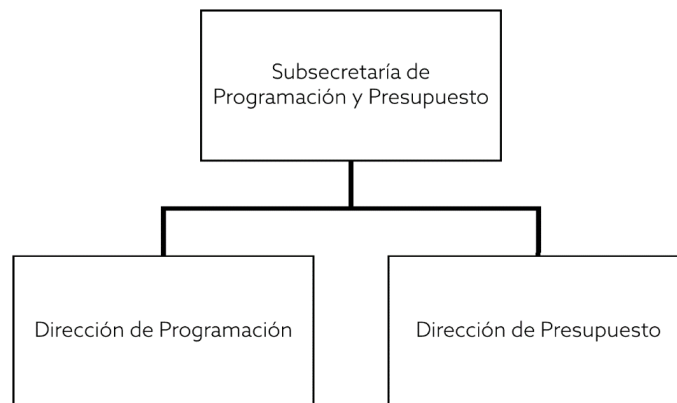 Subsecretaría de
Programación y Presupuesto
Dirección de Programación
Dirección de Presupuesto